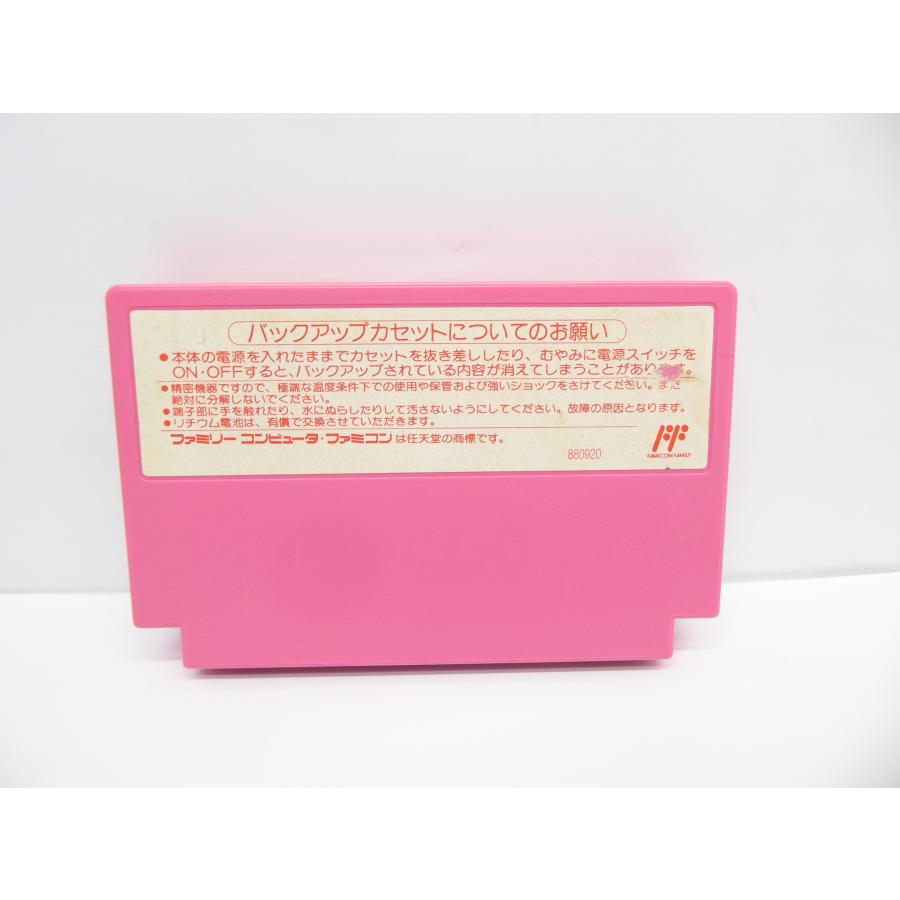 バックアップカセットについてのお願い
●本体の電源を入れたままでカセットを抜き差ししたり、むやみに電源スイッチを
ON・OFFすると、バックアップされている内容が消えてしまうことがあります。
●精密機器ですので、極端な温度条件下での使用や保管および強いショックをさけてください。また
絶対に分解しないでください。
●端子部に手を触れたり、水にぬらしたりして汚さないようにしてください。故障の原因となります。
●リチウム電池は、有償で交換させていただきます。
ファミリーコンピュータ・ファミコンは任天堂の商標です。
880920
FAMICOM FAMILY